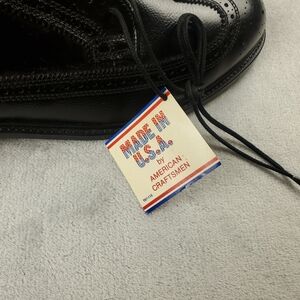 MADE IN
U.S.A.
by
AMERICAN
CRAFTSMEN